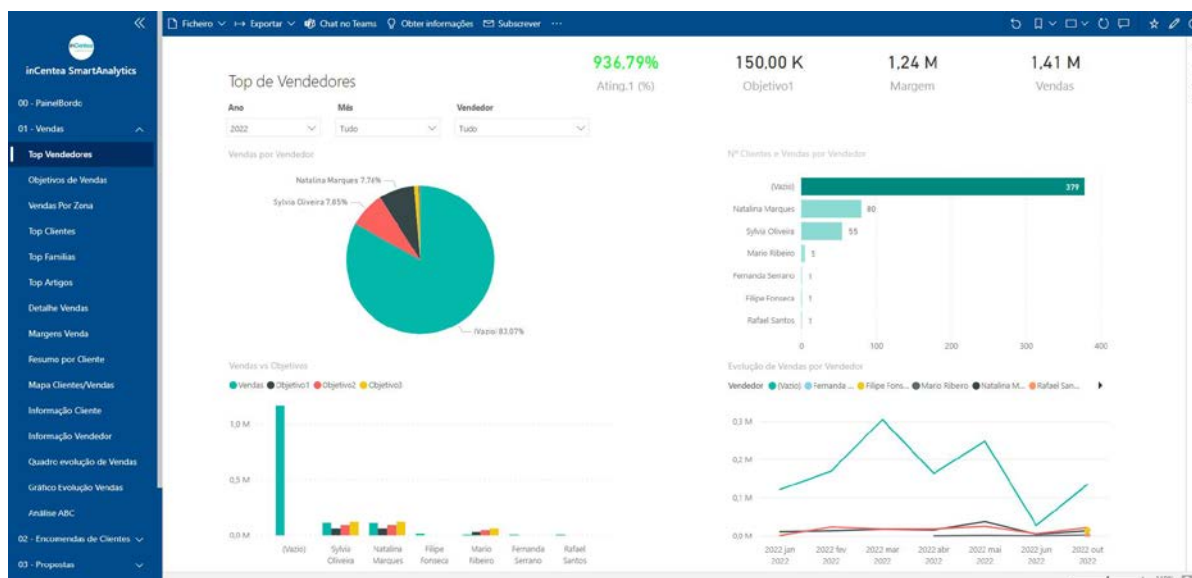 Ficheiro
Exportar
Chat no Teams
Obter informações
Subscrever
inCentea
inCentea SmartAnalytics
00 - PainelBordo
01 - Vendas
Top Vendedores
Objetivos de Vendas
Vendas Por Zona
Top Clientes
Top Familias
Top Artigos
Detalhe Vendas
Margens Venda
Resumo por Cliente
Mapa Clientes/Vendas
Informação Cliente
Informação Vendedor
Quadro evolução de Vendas
Gráfico Evolução Vendas
Análise ABC
02 - Encomendas de Clientes
03 - Propostas
Top de Vendedores
936,79%
Ating.1 (%)
150,00 K
Objetivo1
1,24 M
Margem
1,41 M
Vendas
Ano
Mês
Vendedor
2022
Tudo
Tudo
Vendas por Vendedor
Natalina Marques 7,76%
Sylvia Oliveira 7,85%
(Vazio) 83,07%
Nº Clientes e Vendas por Vendedor
(Vazio) 379
Natalina Marques 80
Sylvia Oliveira 55
Mario Ribeiro 5
Fernanda Serrano 1
Filipe Fonseca 1
Rafael Santos 1
0 100 200 300 400
Vendas vs Objetivos
Vendas Objetivo1 Objetivo2 Objetivo3
1,0 M
0,5 M
0,0 M
(Vazio) Sylvia Oliveira Natalina Marques Filipe Fonseca Mario Ribeiro Fernanda Serrano Rafael Santos
Evolução de Vendas por Vendedor
Vendedor (Vazio) Fernanda ... Filipe Fons... Mario Ribeiro Natalina M... Rafael San...
0,3 M
0,2 M
0,1 M
0,0 M
2022 jan 2022 fev 2022 mar 2022 abr 2022 mai 2022 jun 2022 out
2022 2022 2022 2022 2022 2022 2022